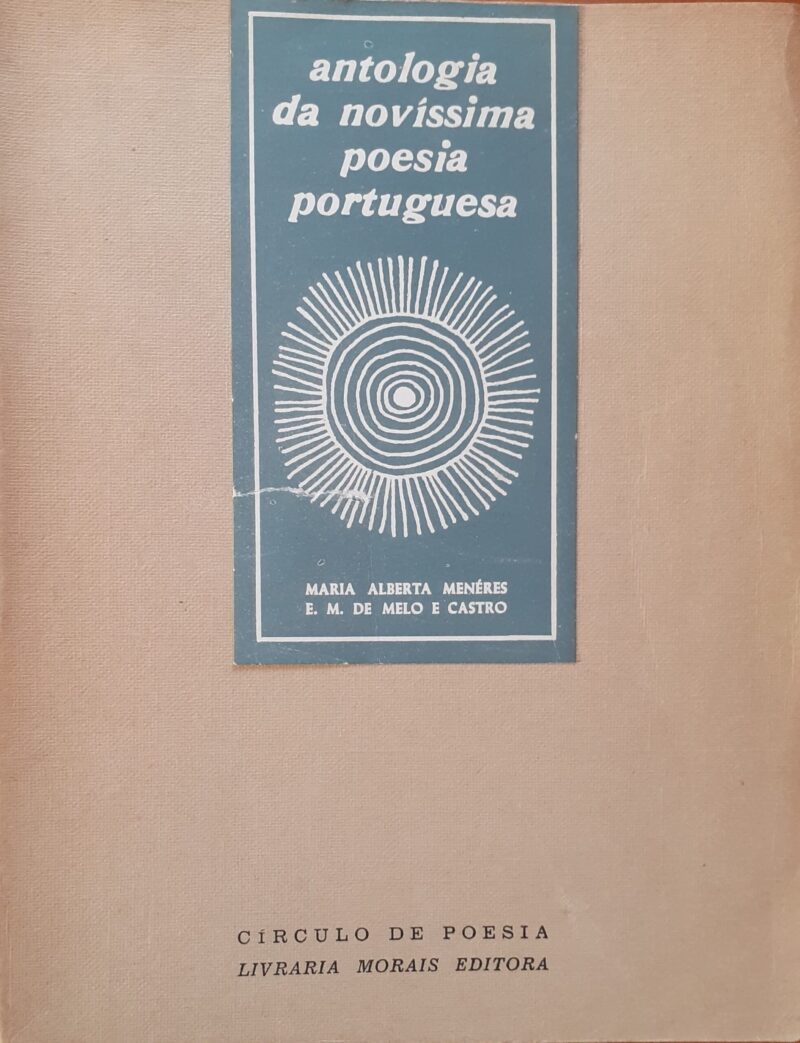 antologia
da novíssima
poesia
portuguesa
MARIA ALBERTA MENÉRES
E. M. DE MELO E CASTRO
CÍRCULO DE POESIA
LIVRARIA MORAIS EDITORA